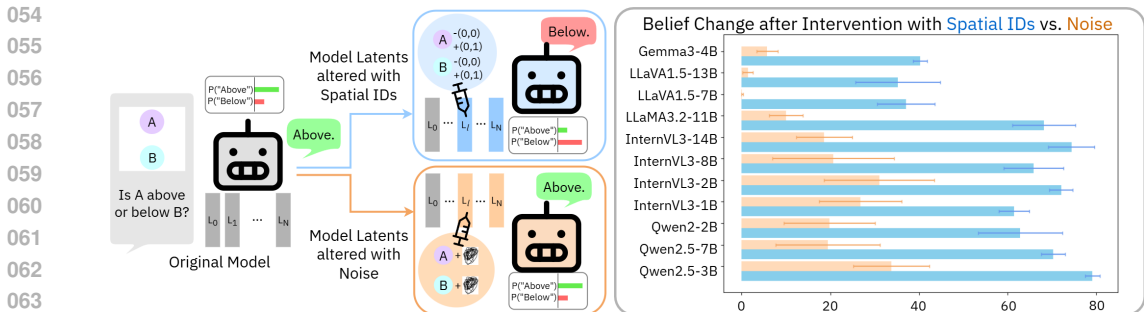 054
055
056
057
058
059
060
061
062
063
A
B
Is A above
or below B?
P("Above")
P("Below")
Above.
L0 L1 ... LN
Original Model
Model Latents
altered with
Spatial IDs
A -(0,0)
+(0,1)
B -(0,0)
+(0,1)
L0 ... Ll ... LN
Below.
P("Above")
P("Below")
Model Latents
altered with
Noise
L0 ... Ll ... LN
A +
B +
Above.
P("Above")
P("Below")
Belief Change after Intervention with Spatial IDs vs. Noise
Gemma3-4B
LLaVA1.5-13B
LLaVA1.5-7B
LLaMA3.2-11B
InternVL3-14B
InternVL3-8B
InternVL3-2B
InternVL3-1B
Qwen2-2B
Qwen2.5-7B
Qwen2.5-3B
0 20 40 60 80